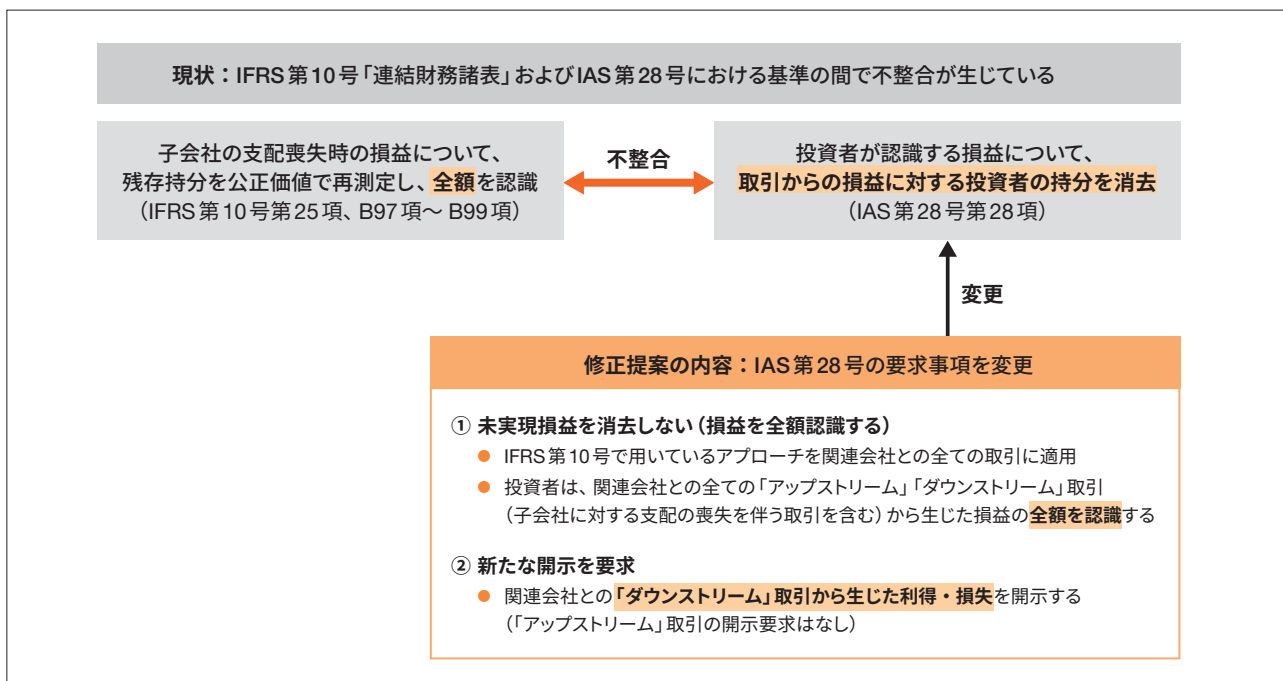 現状：IFRS第10号「連結財務諸表」およびIAS第28号における基準の間で不整合が生じている
子会社の支配喪失時の損益について、
残存持分を公正価値で再測定し、全額を認識
（IFRS第10号第25項、B97項～B99項）
不整合
投資者が認識する損益について、
取引からの損益に対する投資者の持分を消去
（IAS第28号第28項）
変更
修正提案の内容：IAS第28号の要求事項を変更
① 未実現損益を消去しない（損益を全額認識する）
● IFRS第10号で用いているアプローチを関連会社との全ての取引に適用
● 投資者は、関連会社との全ての「アップストリーム」「ダウンストリーム」取引
（子会社に対する支配の喪失を伴う取引を含む）から生じた損益の全額を認識する
② 新たな開示を要求
● 関連会社との「ダウンストリーム」取引から生じた利得・損失を開示する
（「アップストリーム」取引の開示要求はなし）